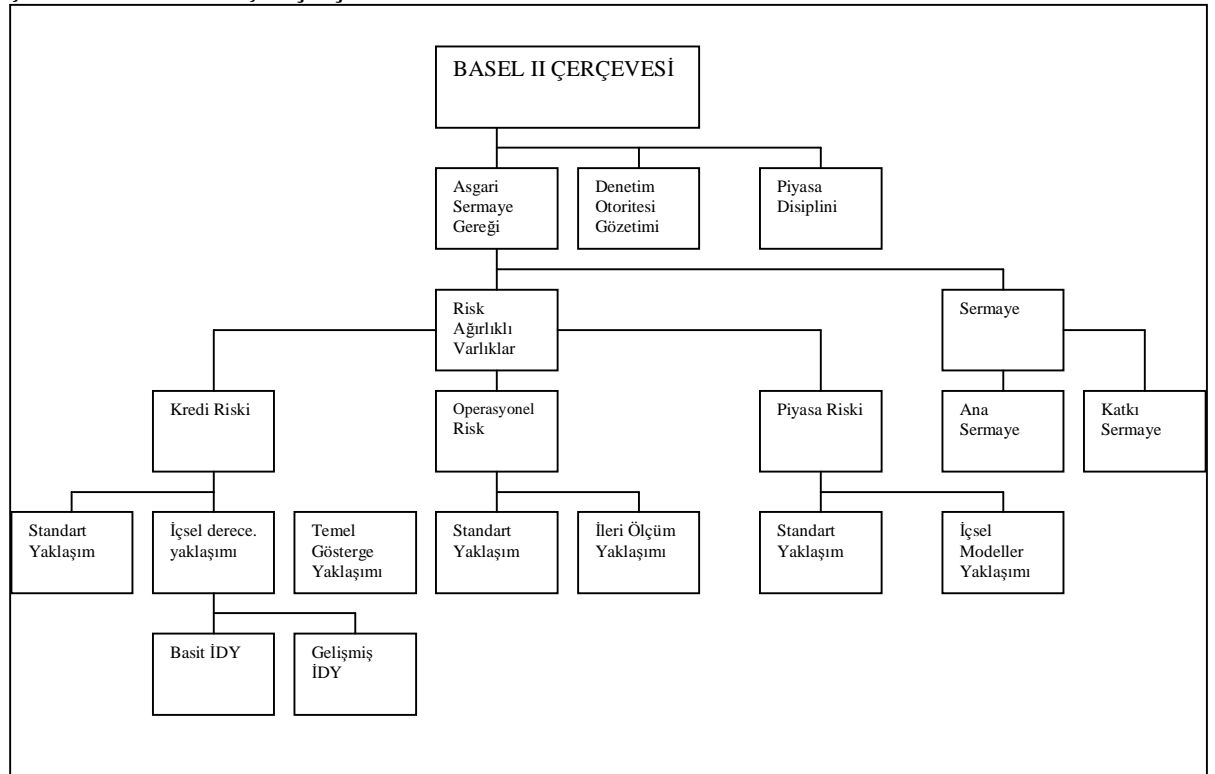 BASEL II ÇERÇEVESİ
Asgari
Sermaye
Gereği
Denetim
Otoritesi
Gözetimi
Piyasa
Disiplini
Risk
Ağırlıklı
Varlıklar
Sermaye
Kredi Riski
Operasyonel
Risk
Piyasa Riski
Ana
Sermaye
Katkı
Sermaye
Standart
Yaklaşım
İçsel derece.
yaklaşımı
Temel
Gösterge
Yaklaşımı
Standart
Yaklaşım
İleri Ölçüm
Yaklaşımı
Standart
Yaklaşım
İçsel
Modeller
Yaklaşımı
Basit İDY
Gelişmiş
İDY